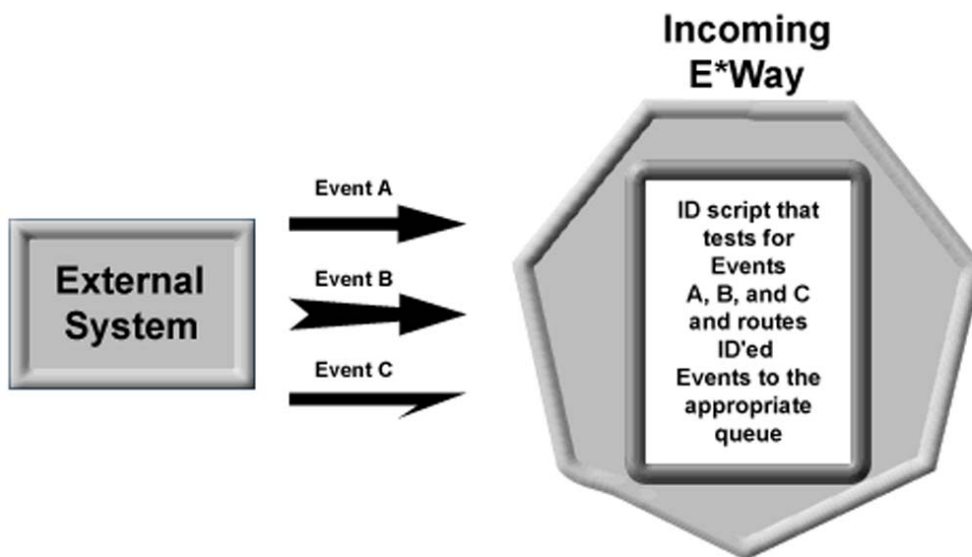 Incoming
E*Way
Event A
External
System
Event B
Event C
ID script that
tests for
Events
A, B, and C
and routes
ID'ed
Events to the
appropriate
queue